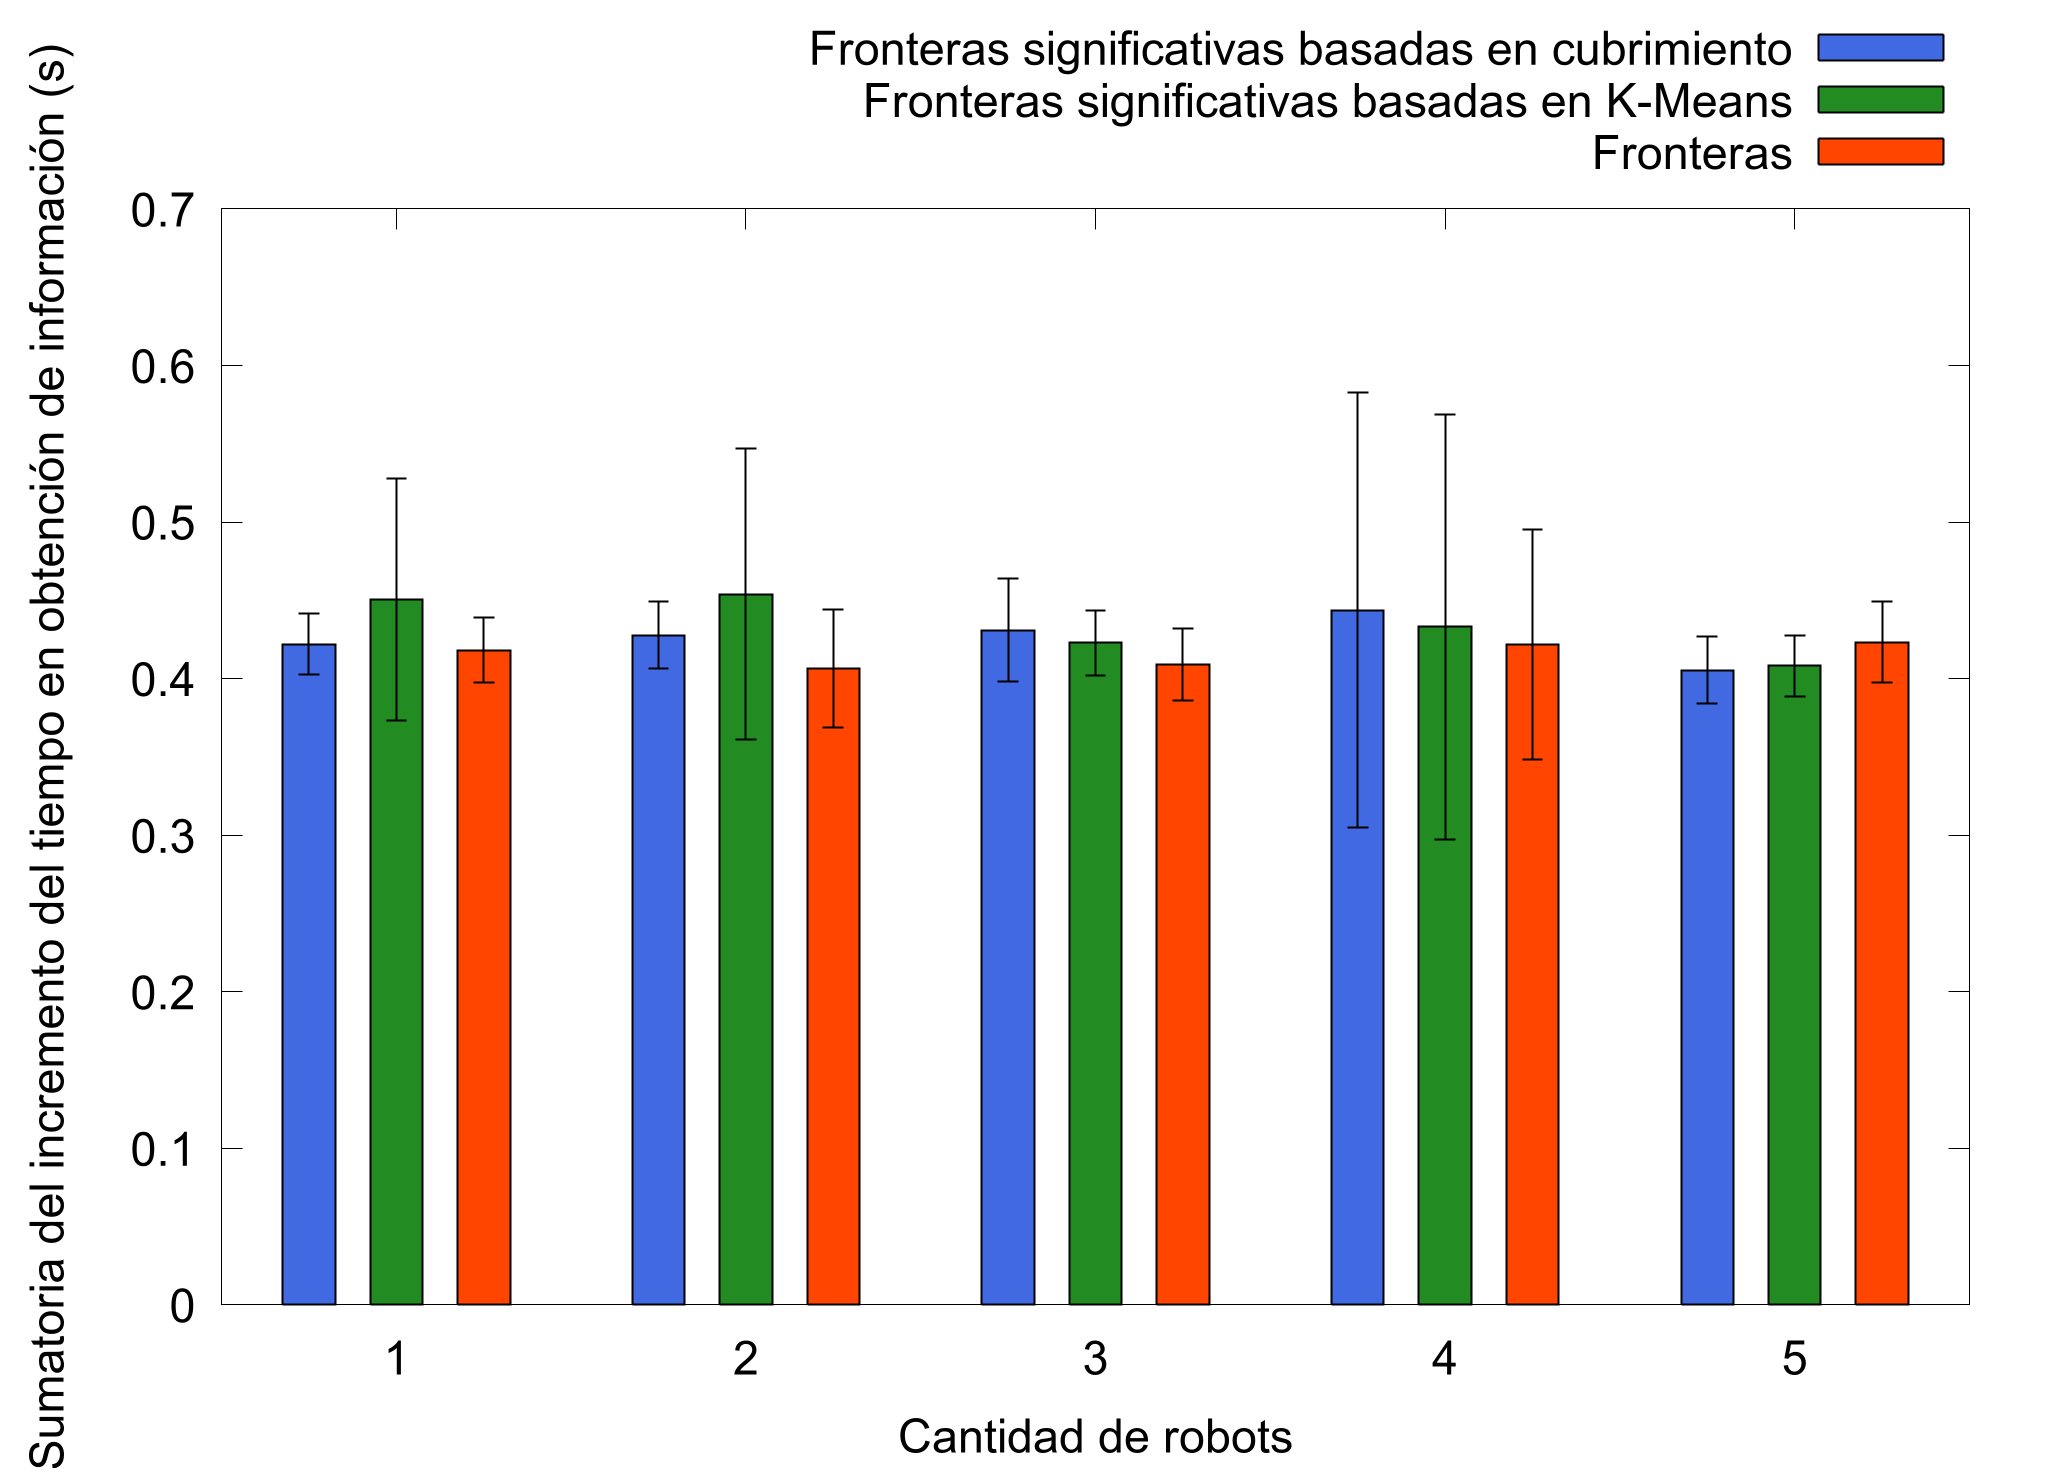 Fronteras significativas basadas en cubrimiento
Fronteras significativas basadas en K-Means
Fronteras
Sumatoria del incremento del tiempo en obtención de información (s)
0.7
0.6
0.5
0.4
0.3
0.2
0.1
0
1 2 3 4 5
Cantidad de robots